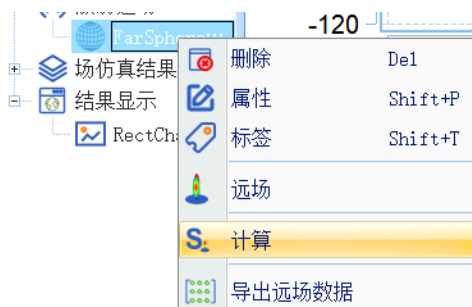 -120
FarSphere...
删除 Del
场仿真结果
属性 Shift+P
结果显示
标签 Shift+T
RectCha
远场
计算
导出远场数据